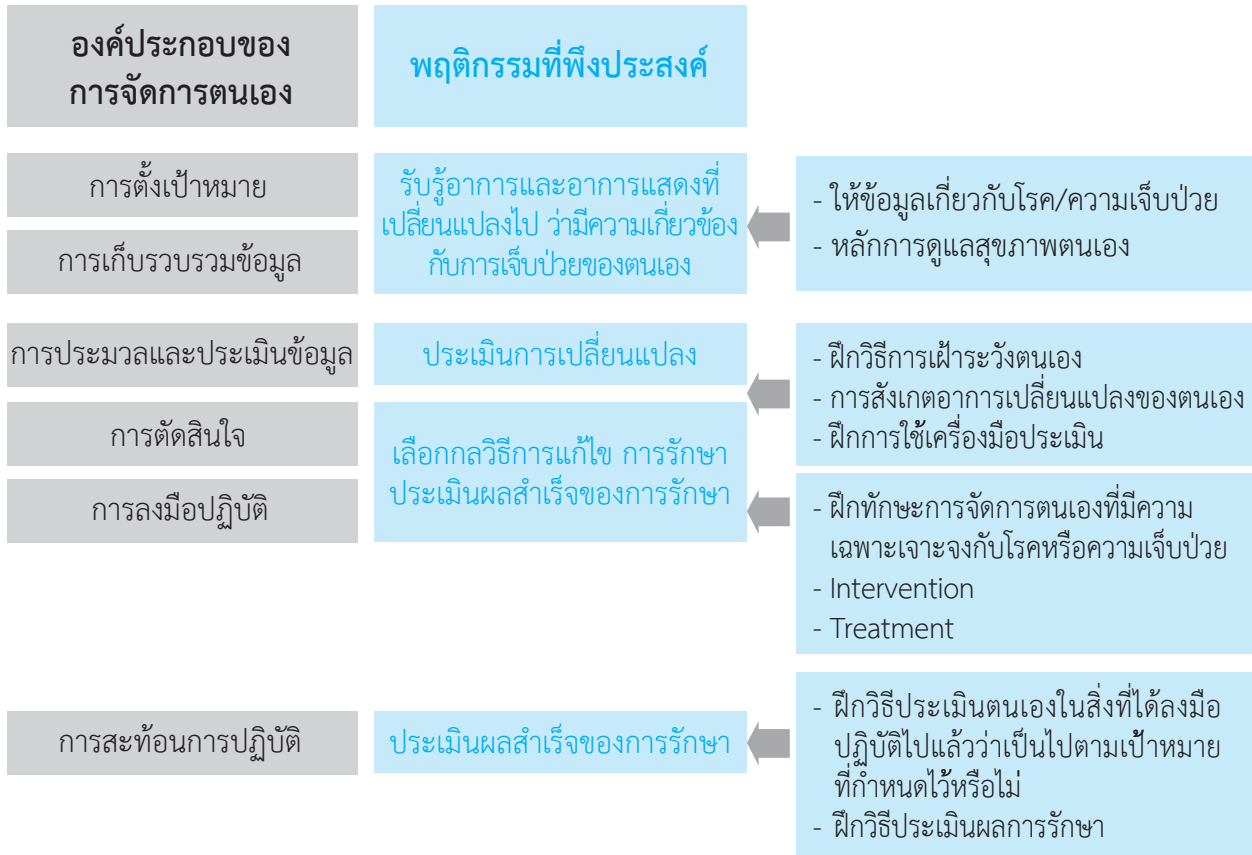 องค์ประกอบของ
การจัดการตนเอง
พฤติกรรมที่พึงประสงค์
การตั้งเป้าหมาย
การเก็บรวบรวมข้อมูล
รับรู้อาการและอาการแสดงที่
เปลี่ยนแปลงไป ว่ามีความเกี่ยวข้อง
กับการเจ็บป่วยของตนเอง
- ให้ข้อมูลเกี่ยวกับโรค/ความเจ็บป่วย
- หลักการดูแลสุขภาพตนเอง
การประมวลและประเมินข้อมูล
ประเมินการเปลี่ยนแปลง
- ฝึกวิธีการเฝ้าระวังตนเอง
- การสังเกตอาการเปลี่ยนแปลงของตนเอง
- ฝึกการใช้เครื่องมือประเมิน
การตัดสินใจ
การลงมือปฏิบัติ
เลือกกลวิธีการแก้ไข การรักษา
ประเมินผลสำเร็จของการรักษา
- ฝึกทักษะการจัดการตนเองที่มีความ
เฉพาะเจาะจงกับโรคหรือความเจ็บป่วย
- Intervention
- Treatment
การสะท้อนการปฏิบัติ
ประเมินผลสำเร็จของการรักษา
- ฝึกวิธีประเมินตนเองในสิ่งที่ได้ลงมือ
ปฏิบัติไปแล้วว่าเป็นไปตามเป้าหมาย
ที่กำหนดไว้หรือไม่
- ฝึกวิธีประเมินผลการรักษา